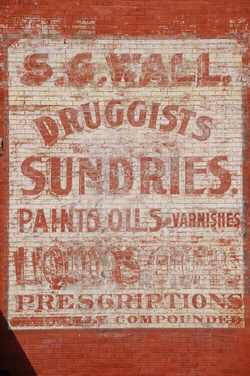 S.G. WALL,
DRUGGISTS
SUNDRIES.
PAINTS, OILS & VARNISHES
PRESCRIPTIONS
COMPOUNDED